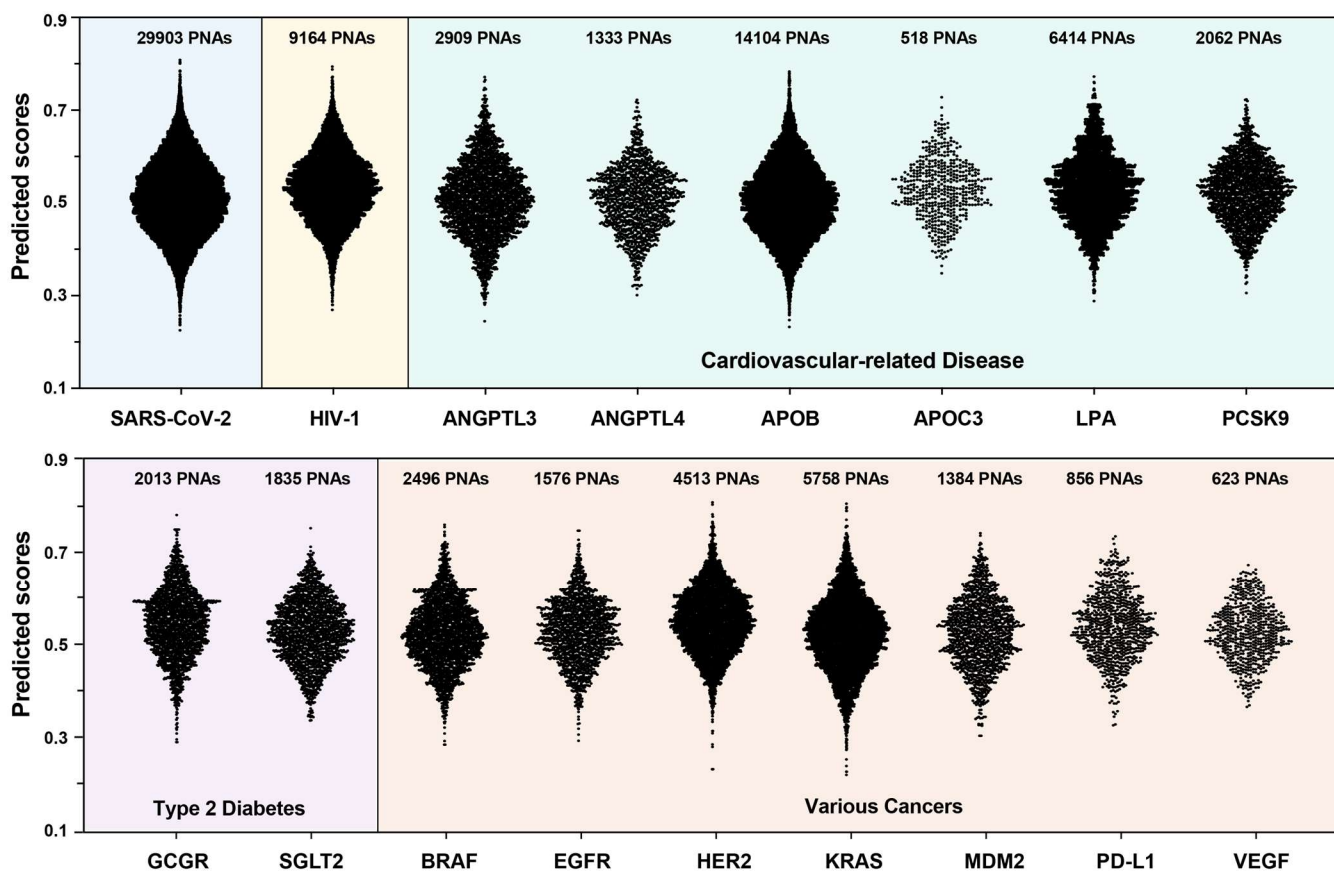 0.9
29903 PNAs 9164 PNAs 2909 PNAs 1333 PNAs 14104 PNAs 518 PNAs 6414 PNAs 2062 PNAs
0.7
Predicted scores
0.5
0.3
Cardiovascular-related Disease
0.1
SARS-CoV-2 HIV-1 ANGPTL3 ANGPTL4 APOB APOC3 LPA PCSK9
0.9
2013 PNAs 1835 PNAs 2496 PNAs 1576 PNAs 4513 PNAs 5758 PNAs 1384 PNAs 856 PNAs 623 PNAs
0.7
Predicted scores
0.5
0.3
Type 2 Diabetes Various Cancers
0.1
GCGR SGLT2 BRAF EGFR HER2 KRAS MDM2 PD-L1 VEGF